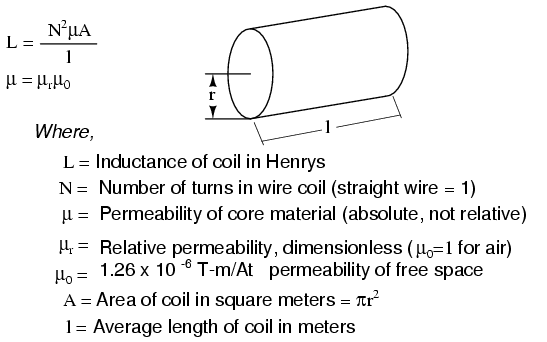 L = N²μA
l
μ = μrμ0
r
l
Where,
L = Inductance of coil in Henrys
N = Number of turns in wire coil (straight wire = 1)
μ = Permeability of core material (absolute, not relative)
μr = Relative permeability, dimensionless ( μ0=1 for air)
μ0 = 1.26 x 10 -6 T-m/At permeability of free space
A = Area of coil in square meters = πr²
l = Average length of coil in meters